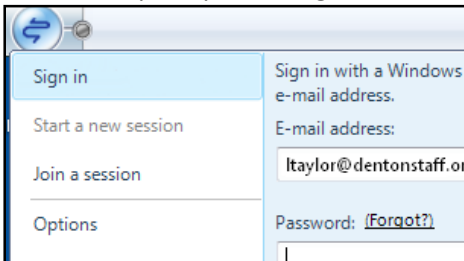 Sign in
Start a new session
Join a session
Options
Sign in with a Windows
e-mail address.
E-mail address:
ltaylor@dentonstaff.or
Password: (Forgot?)